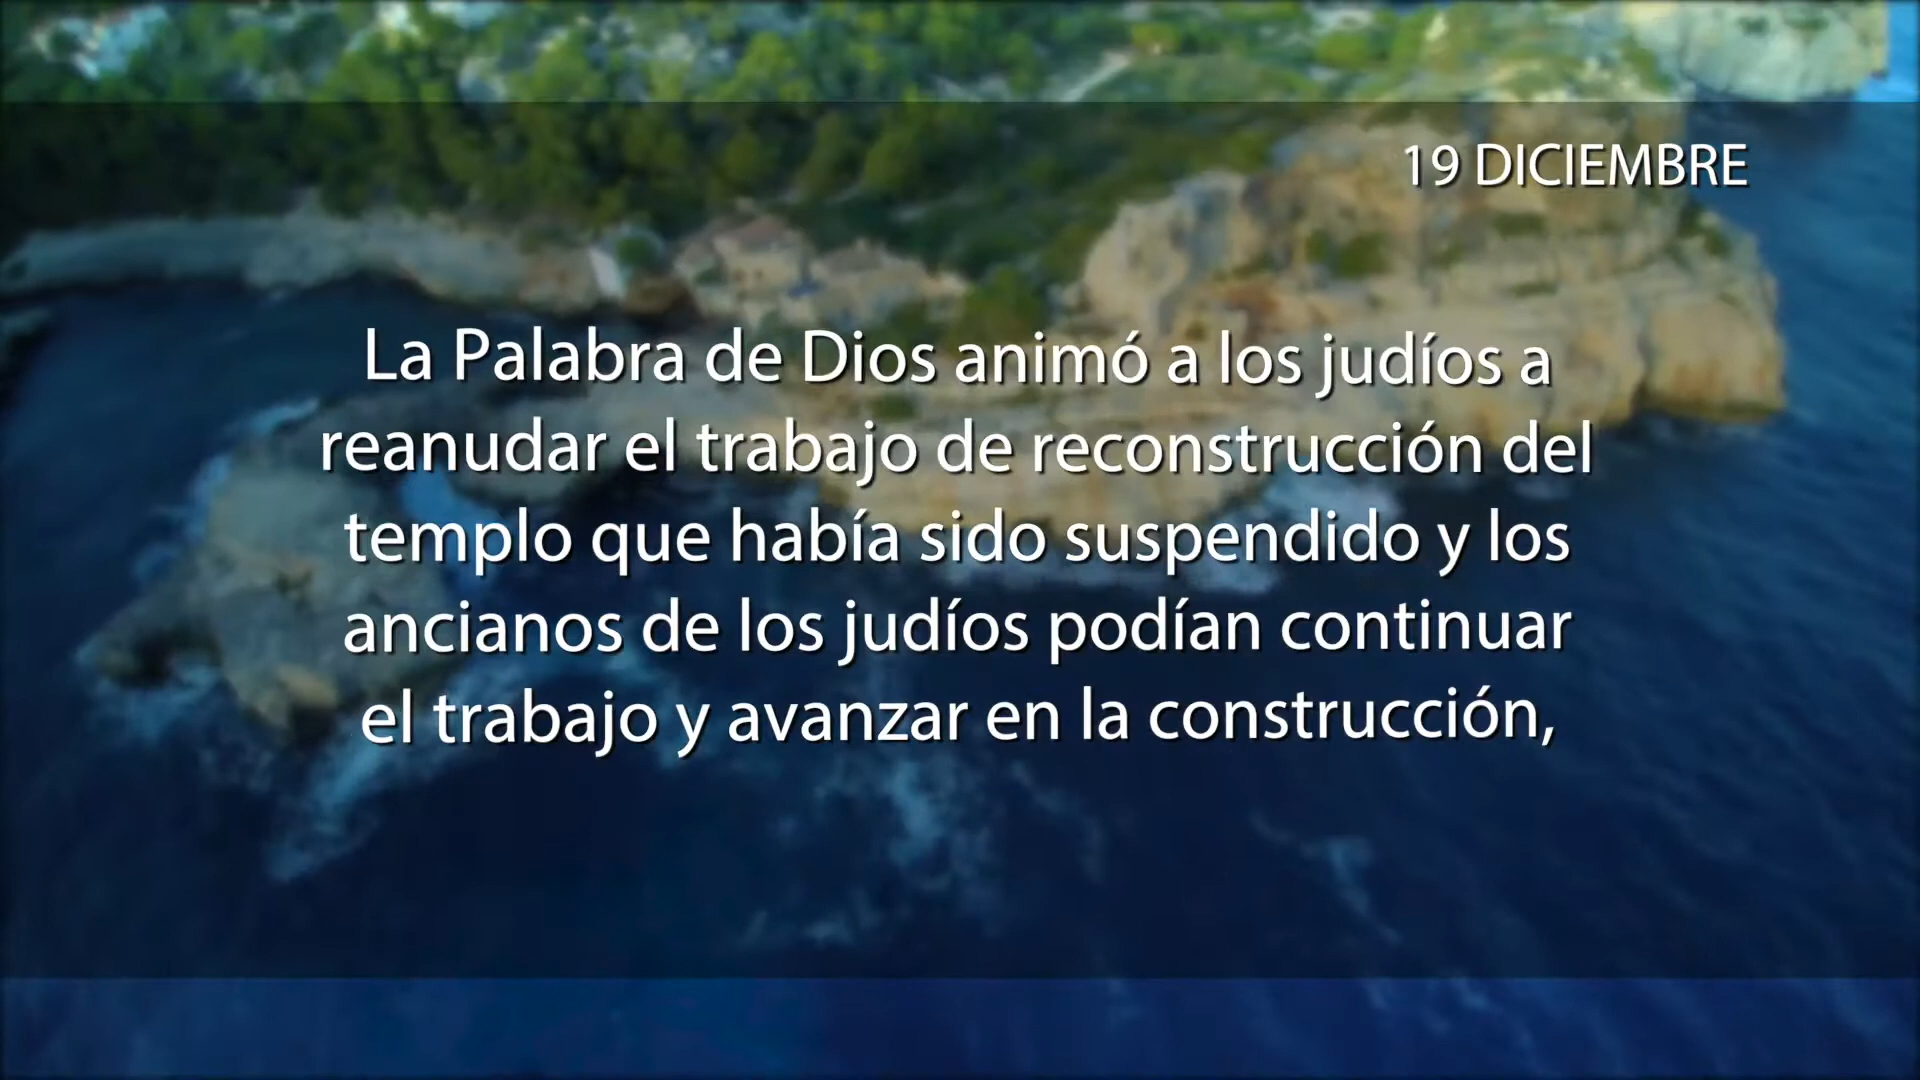 19 DICIEMBRE
La Palabra de Dios animó a los judíos a
reanudar el trabajo de reconstrucción del
templo que había sido suspendido y los
ancianos de los judíos podían continuar
el trabajo y avanzar en la construcción,